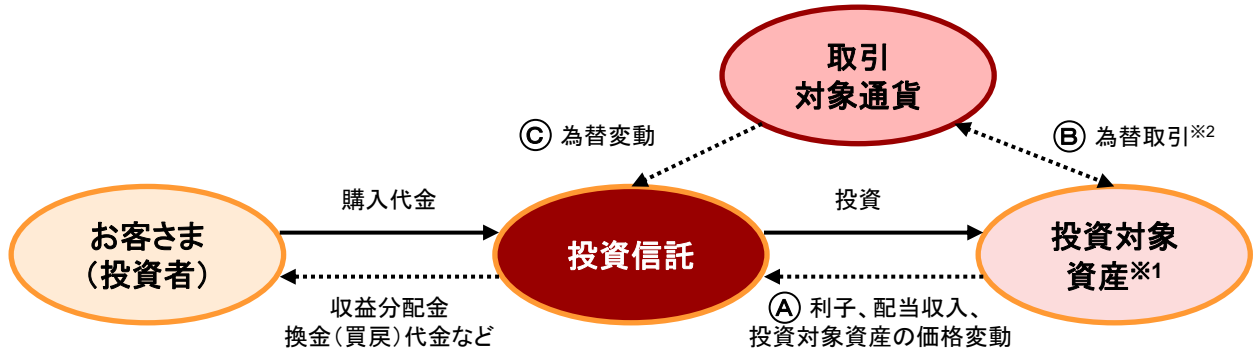 取引
対象通貨
Ⓒ 為替変動
Ⓑ 為替取引※2
お客さま
（投資者）
購入代金
収益分配金
換金（買戻）代金など
投資信託
投資
Ⓐ 利子、配当収入、
投資対象資産の価格変動
投資対象
資産※1